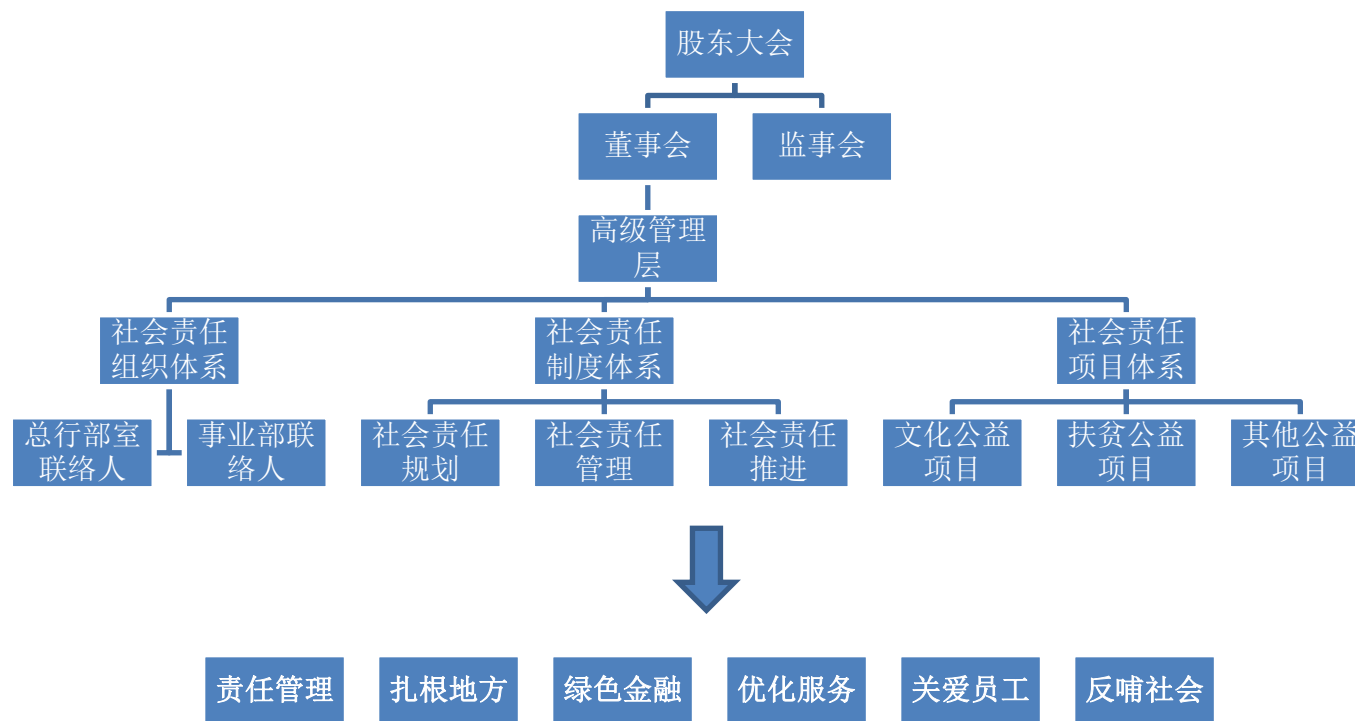 股东大会
董事会
监事会
高级管理
层
社会责任
组织体系
社会责任
制度体系
社会责任
项目体系
总行部室
联络人
事业部联
络人
社会责任
规划
社会责任
管理
社会责任
推进
文化公益
项目
扶贫公益
项目
其他公益
项目
责任管理
扎根地方
绿色金融
优化服务
关爱员工
反哺社会